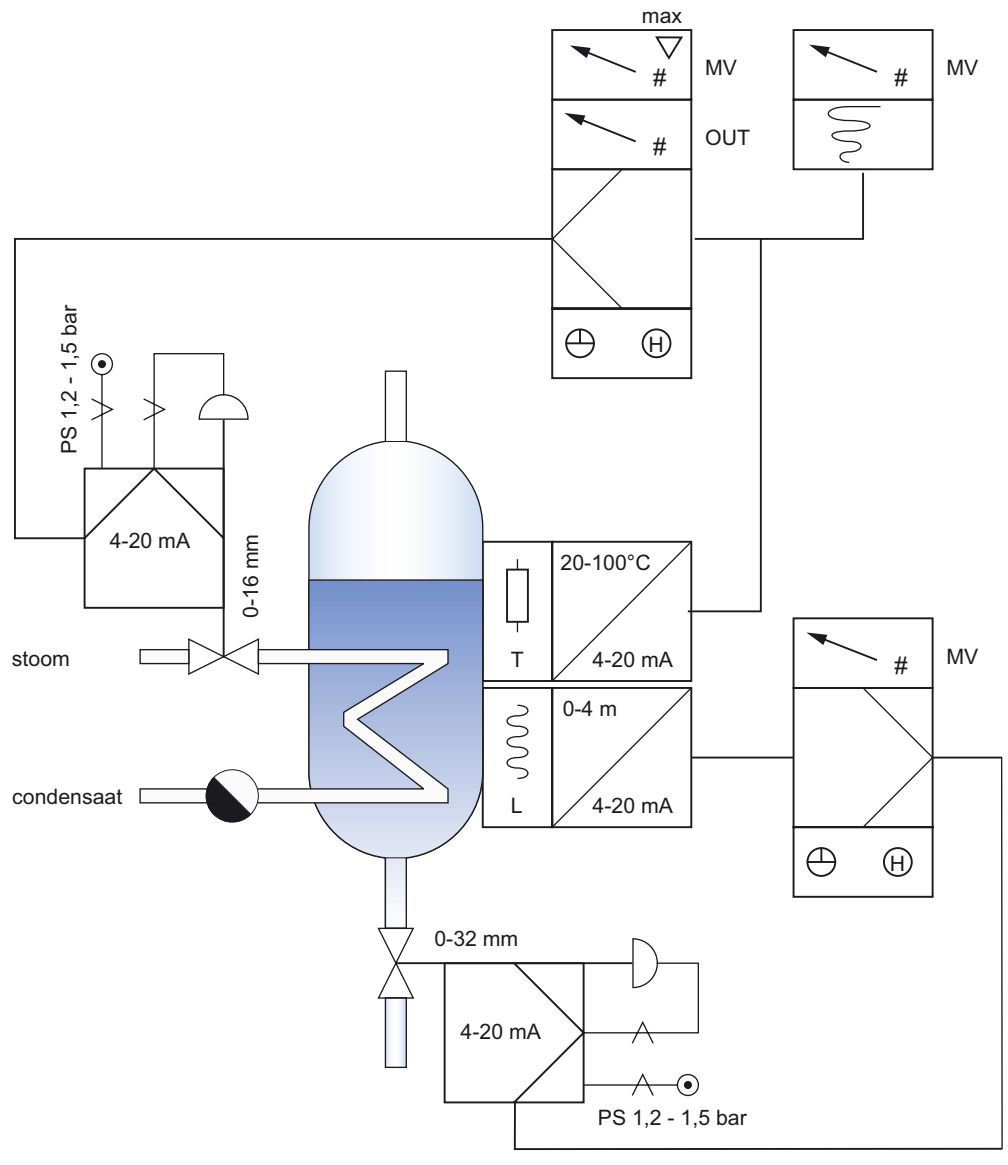 max
# MV
# MV
# OUT
H
PS 1,2 - 1,5 bar
4-20 mA
0-16 mm
20-100°C
T
4-20 mA
stoom
# MV
0-4 m
L
4-20 mA
condensaat
H
0-32 mm
4-20 mA
PS 1,2 - 1,5 bar